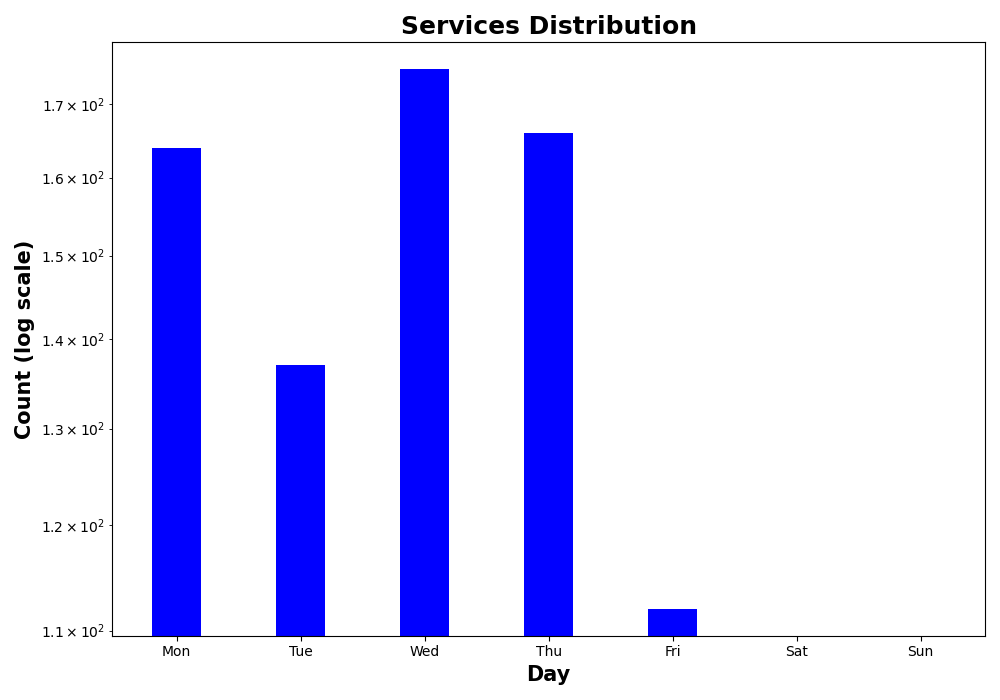 Services Distribution
Count (log scale)
1.7 × 10²
1.6 × 10²
1.5 × 10²
1.4 × 10²
1.3 × 10²
1.2 × 10²
1.1 × 10²
Mon Tue Wed Thu Fri Sat Sun
Day